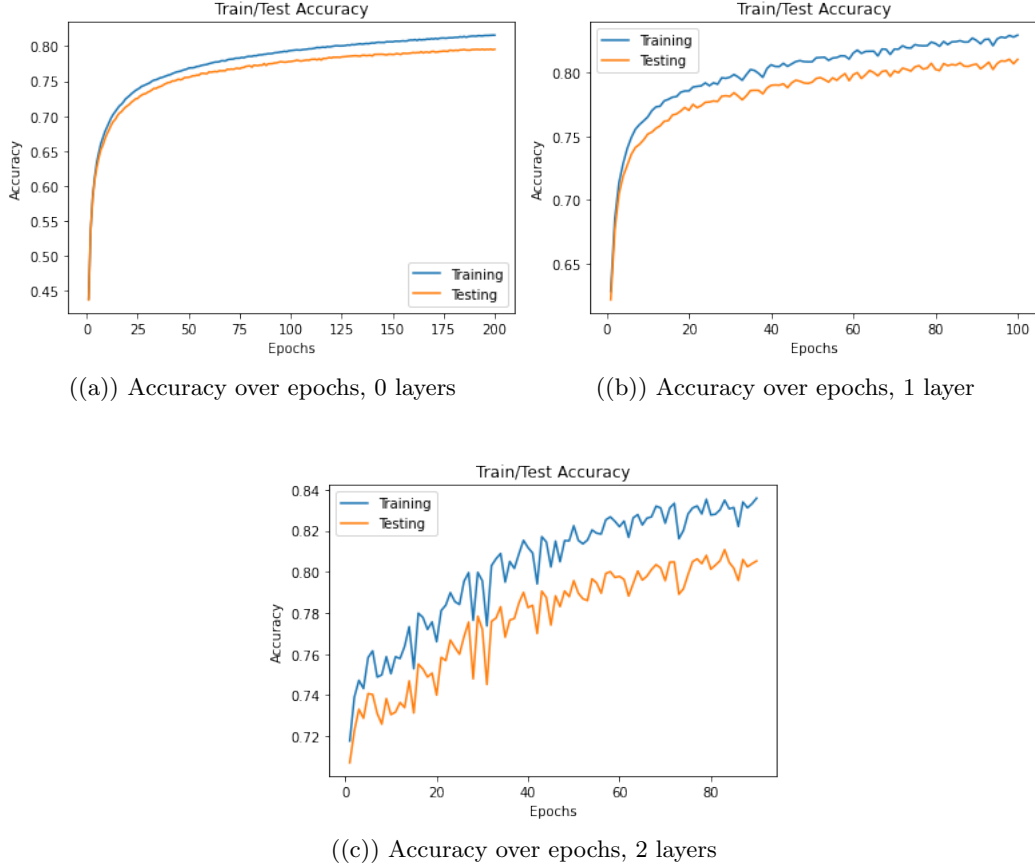 Train/Test Accuracy
Accuracy
0.80
0.75
0.70
0.65
0.60
0.55
0.50
0.45
Training
Testing
0 25 50 75 100 125 150 175 200
Epochs
((a)) Accuracy over epochs, 0 layers
Train/Test Accuracy
Training
Testing
Accuracy
0.80
0.75
0.70
0.65
0 20 40 60 80 100
Epochs
((b)) Accuracy over epochs, 1 layer
Train/Test Accuracy
Training
Testing
Accuracy
0.84
0.82
0.80
0.78
0.76
0.74
0.72
0 20 40 60 80
Epochs
((c)) Accuracy over epochs, 2 layers